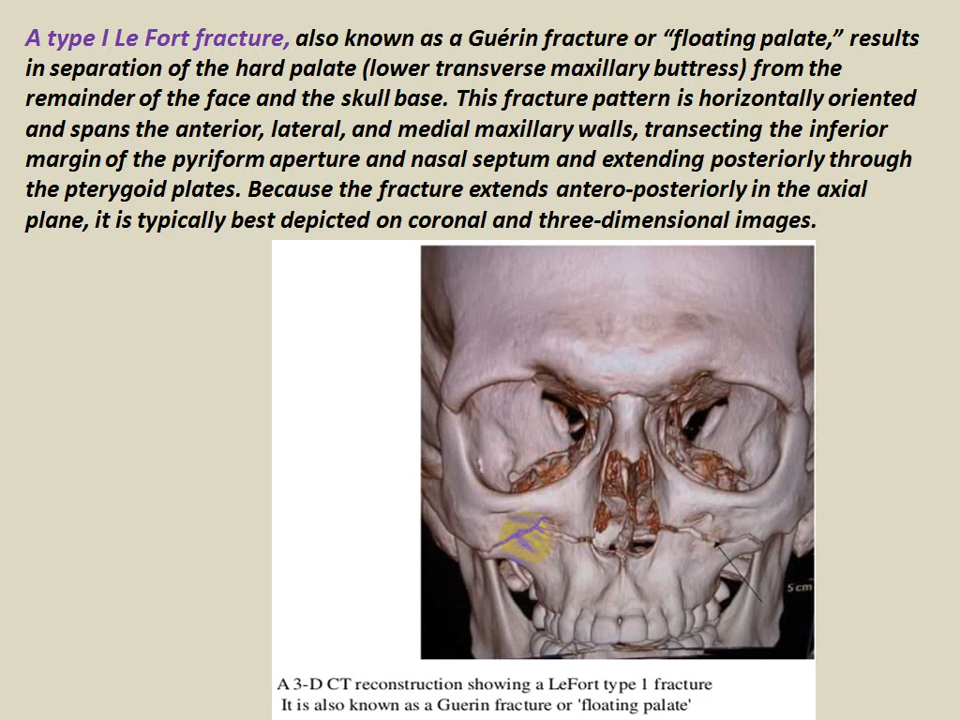 A type I Le Fort fracture, also known as a Guérin fracture or “floating palate,” results
in separation of the hard palate (lower transverse maxillary buttress) from the
remainder of the face and the skull base. This fracture pattern is horizontally oriented
and spans the anterior, lateral, and medial maxillary walls, transecting the inferior
margin of the pyriform aperture and nasal septum and extending posteriorly through
the pterygoid plates. Because the fracture extends antero-posteriorly in the axial
plane, it is typically best depicted on coronal and three-dimensional images.
5 cm
A 3-D CT reconstruction showing a LeFort type 1 fracture
It is also known as a Guerin fracture or 'floating palate'